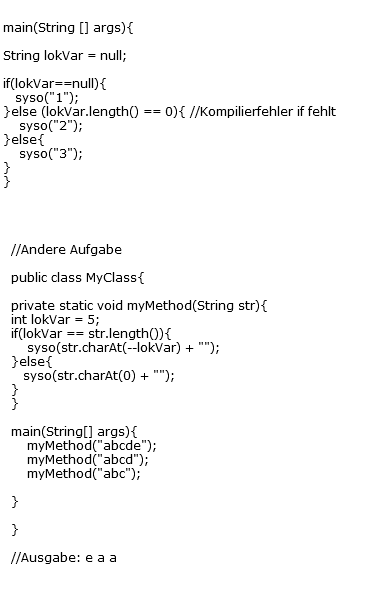 main(String [] args){
String lokVar = null;
if(lokVar==null){
syso("1");
}else (lokVar.length() == 0){ //Kompilierfehler if fehlt
syso("2");
}else{
syso("3");
}
}
//Andere Aufgabe
public class MyClass{
private static void myMethod(String str){
int lokVar = 5;
if(lokVar == str.length()){
syso(str.charAt(--lokVar) + "");
}else{
syso(str.charAt(0) + "");
}
}
main(String[] args){
myMethod("abcde");
myMethod("abcd");
myMethod("abc");
}
}
//Ausgabe: e a a